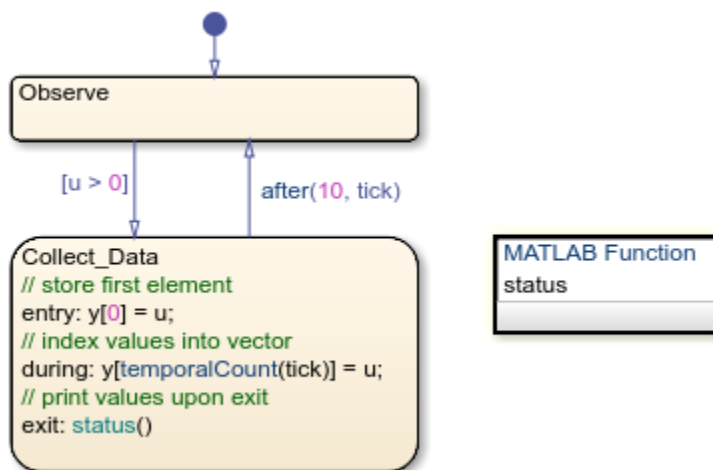 Observe
[u > 0]
after(10, tick)
Collect_Data
// store first element
entry: y[0] = u;
// index values into vector
during: y[temporalCount(tick)] = u;
// print values upon exit
exit: status()
MATLAB Function
status